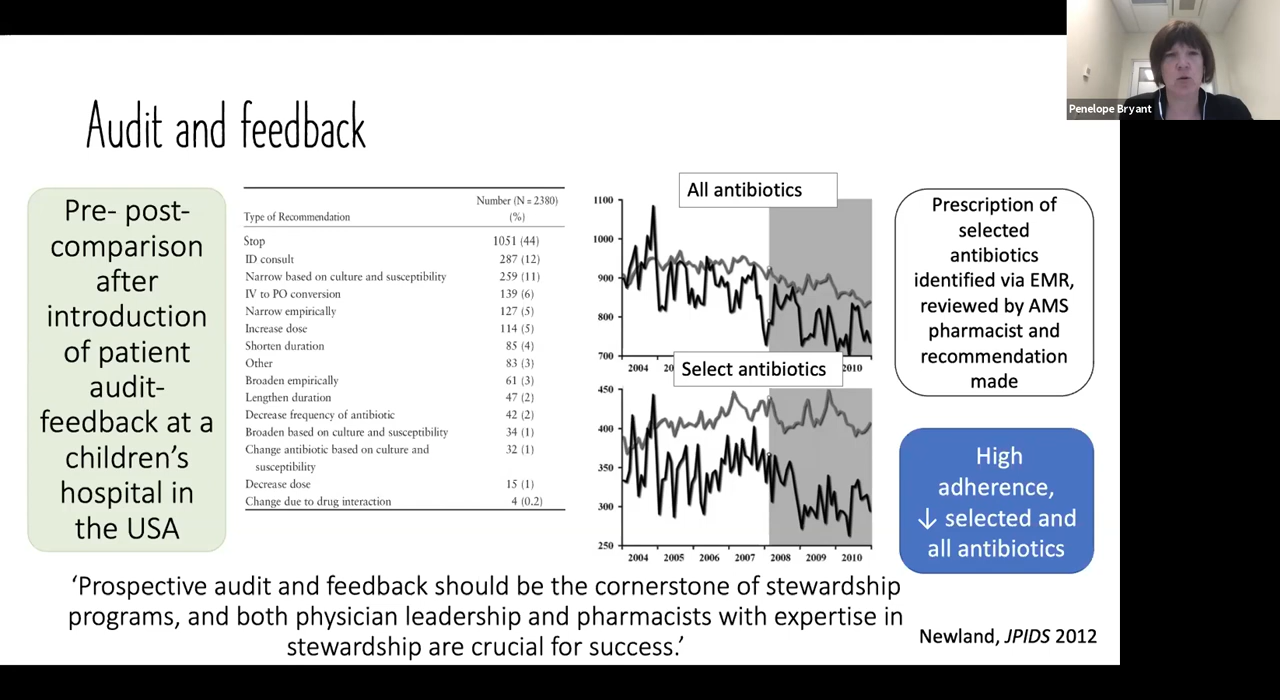 Penelope Bryant
Audit and feedback
Pre- post-
comparison
after
introduction
of patient
audit-
feedback at a
children’s
hospital in
the USA
Number (N = 2380)
Type of Recommendation (%)
Stop 1051 (44)
ID consult 287 (12)
Narrow based on culture and susceptibility 259 (11)
IV to PO conversion 139 (6)
Narrow empirically 127 (5)
Increase dose 114 (5)
Shorten duration 85 (4)
Other 83 (3)
Broaden empirically 61 (3)
Lengthen duration 47 (2)
Decrease frequency of antibiotic 42 (2)
Broaden based on culture and susceptibility 34 (1)
Change antibiotic based on culture and 32 (1)
susceptibility
Decrease dose 15 (1)
Change due to drug interaction 4 (0.2)
All antibiotics
1100
1000
900
800
700
2004 20 2010
Select antibiotics
450
400
350
300
250
2004 2005 2006 2007 2008 2009 2010
Prescription of
selected
antibiotics
identified via EMR,
reviewed by AMS
pharmacist and
recommendation
made
High
adherence,
↓ selected and
all antibiotics
‘Prospective audit and feedback should be the cornerstone of stewardship
programs, and both physician leadership and pharmacists with expertise in
stewardship are crucial for success.’
Newland, JPIDS 2012